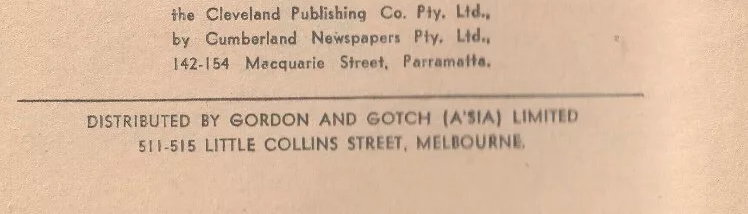 the Cleveland Publishing Co. Pty. Ltd.,
by Cumberland Newspapers Pty. Ltd.,
142-154 Macquarie Street, Parramatta.
DISTRIBUTED BY GORDON AND GOTCH (A'SIA) LIMITED
511-515 LITTLE COLLINS STREET, MELBOURNE.